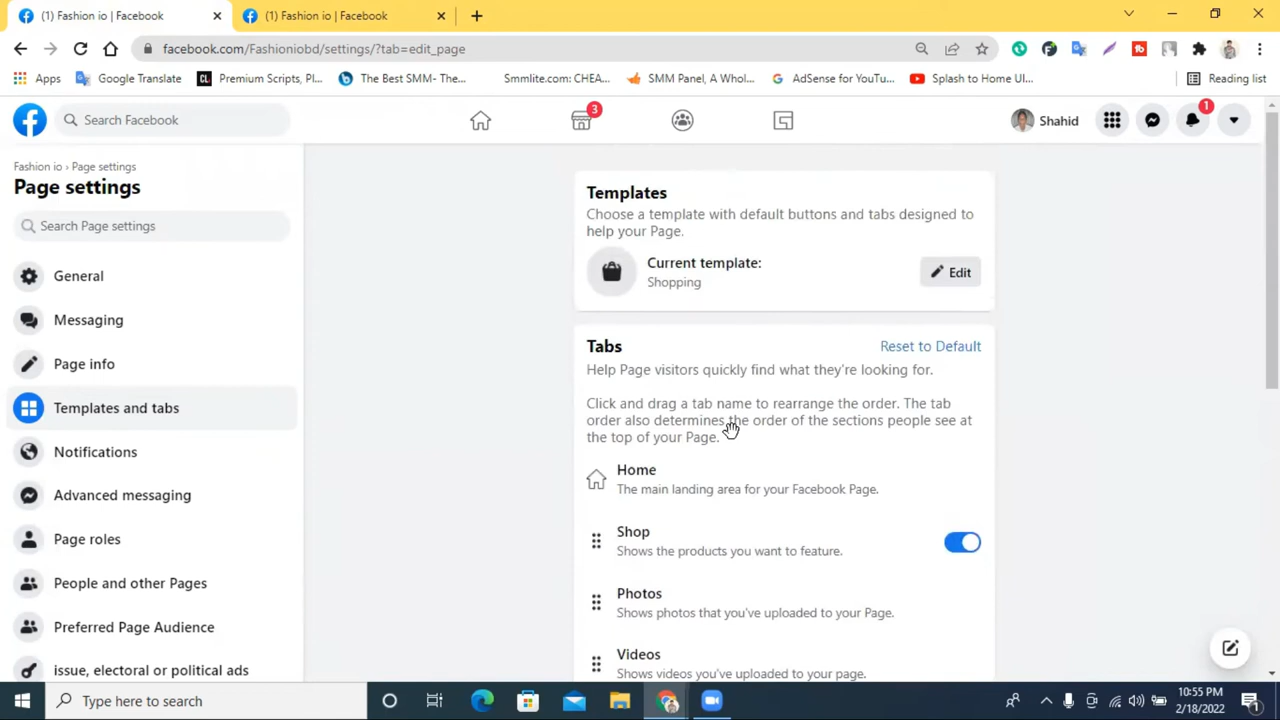 (1) Fashion io | Facebook
(1) Fashion io | Facebook
facebook.com/Fashioniobd/settings/?tab=edit_page
Apps
Google Translate
Premium Scripts, Pl...
The Best SMM- The...
Smmlite.com: CHEA...
SMM Panel, A Whol...
AdSense for YouTu...
Splash to Home UI...
Reading list
Search Facebook
3
Shahid
1
Fashion io › Page settings
Page settings
Search Page settings
General
Messaging
Page info
Templates and tabs
Notifications
Advanced messaging
Page roles
People and other Pages
Preferred Page Audience
issue, electoral or political ads
Templates
Choose a template with default buttons and tabs designed to
help your Page.
Current template:
Shopping
Edit
Tabs
Reset to Default
Help Page visitors quickly find what they're looking for.
Click and drag a tab name to rearrange the order. The tab
order also determines the order of the sections people see at
the top of your Page.
Home
The main landing area for your Facebook Page.
Shop
Shows the products you want to feature.
Photos
Shows photos that you've uploaded to your Page.
Videos
Shows videos you've uploaded to your page.
Type here to search
10:55 PM
2/18/2022
1